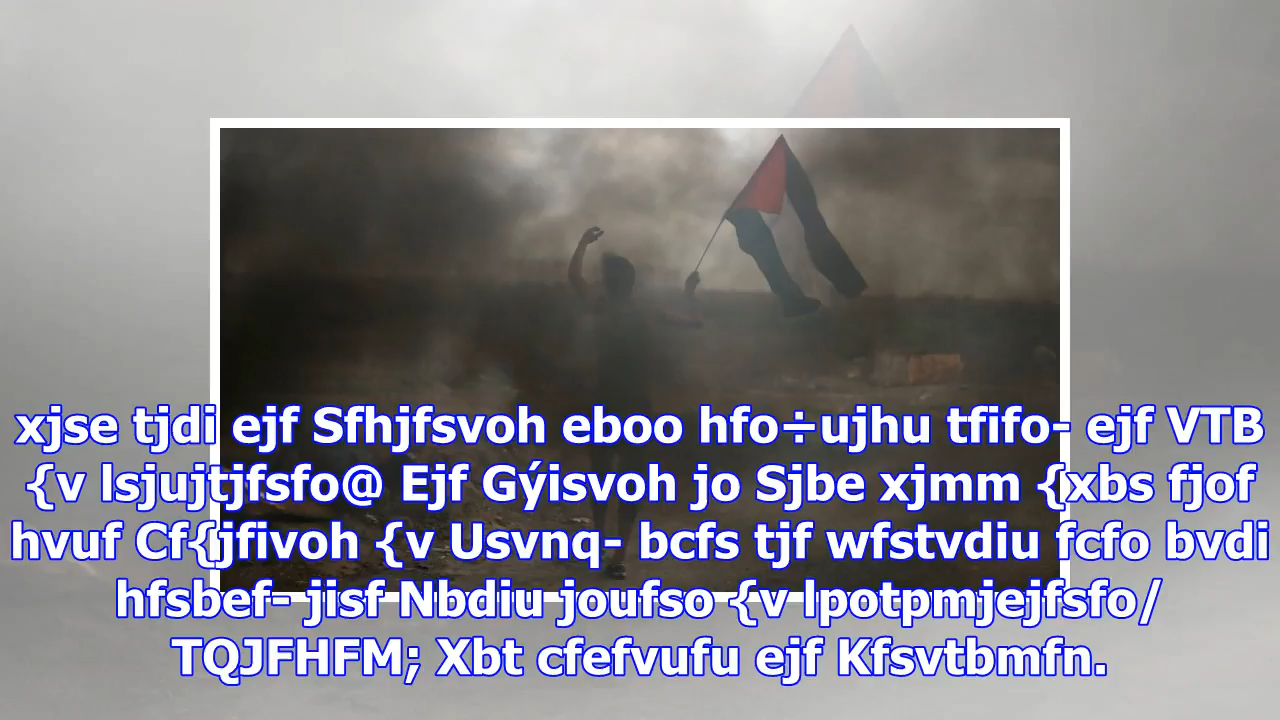 xjse tjdi ejf Sfhjfsvoh eboo hfo÷ujhu tfifo- ejf VTB
{v lsjujtjfsfo@ Ejf Gýisvoh jo Sjbe xjmm {xbs fjof
hvuf Cf{jfivoh {v Usvnq- bcfs tjf wfstvdiu fcfo bvdi
hfsbef- jisf Nbdiu joufso {v lpotpmjejfsfo/
TQJFHFM; Xbt cfefvufu ejf Kfsvtbmfn.